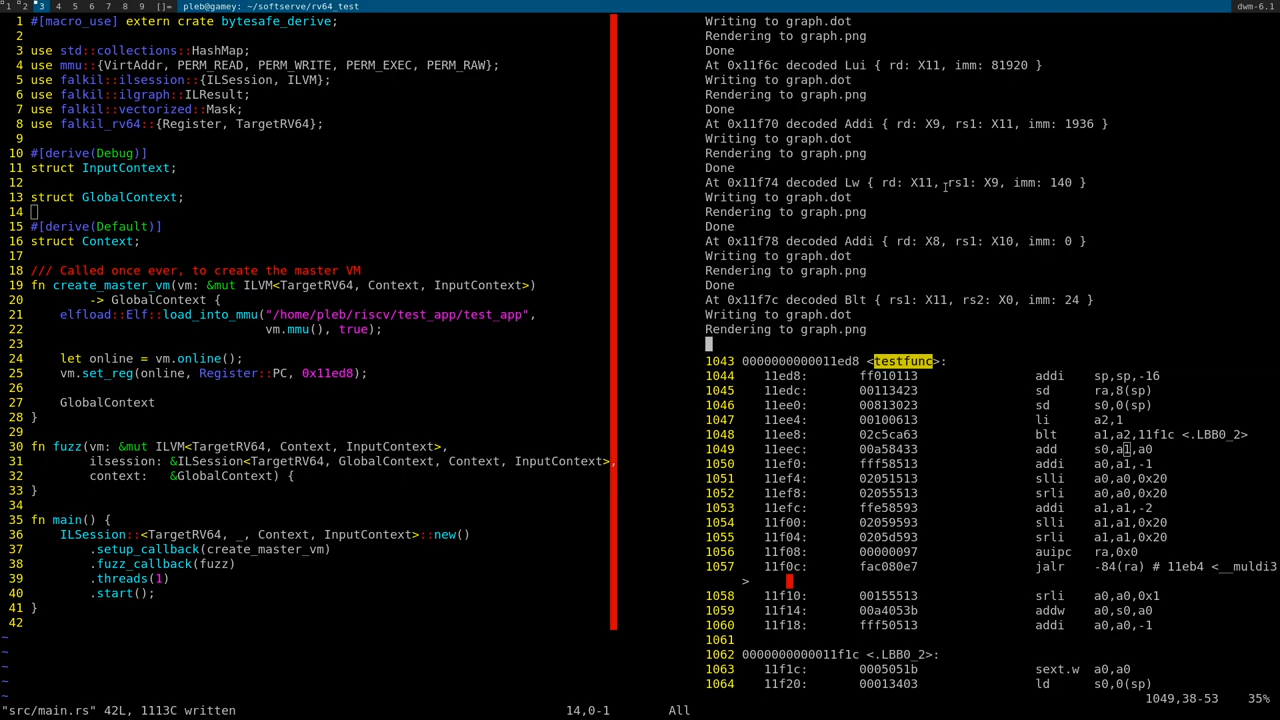 1 2 3 4 5 6 7 8 9 []= pleb@gamey: ~/softserve/rv64_test dwm-6.1
1 #[macro_use] extern crate bytesafe_derive;
2
3 use std::collections::HashMap;
4 use mmu::{VirtAddr, PERM_READ, PERM_WRITE, PERM_EXEC, PERM_RAW};
5 use falkil::ilsession::{ILSession, ILVM};
6 use falkil::ilgraph::ILResult;
7 use falkil::vectorized::Mask;
8 use falkil_rv64::{Register, TargetRV64};
9
10 #[derive(Debug)]
11 struct InputContext;
12
13 struct GlobalContext;
14
15 #[derive(Default)]
16 struct Context;
17
18 /// Called once ever, to create the master VM
19 fn create_master_vm(vm: &mut ILVM<TargetRV64, Context, InputContext>)
20         -> GlobalContext {
21     elfload::Elf::load_into_mmu("/home/pleb/riscv/test_app/test_app",
22                                 vm.mmu(), true);
23
24     let online = vm.online();
25     vm.set_reg(online, Register::PC, 0x11ed8);
26
27     GlobalContext
28 }
29
30 fn fuzz(vm: &mut ILVM<TargetRV64, Context, InputContext>,
31         ilsession: &ILSession<TargetRV64, GlobalContext, Context, InputContext>,
32         context:   &GlobalContext) {
33 }
34
35 fn main() {
36     ILSession::<TargetRV64, _, Context, InputContext>::new()
37         .setup_callback(create_master_vm)
38         .fuzz_callback(fuzz)
39         .threads(1)
40         .start();
41 }
42
~
~
~
~
~
"src/main.rs" 42L, 1113C written 14,0-1 All
Writing to graph.dot
Rendering to graph.png
Done
At 0x11f6c decoded Lui { rd: X11, imm: 81920 }
Writing to graph.dot
Rendering to graph.png
Done
At 0x11f70 decoded Addi { rd: X9, rs1: X11, imm: 1936 }
Writing to graph.dot
Rendering to graph.png
Done
At 0x11f74 decoded Lw { rd: X11, rs1: X9, imm: 140 }
Writing to graph.dot
Rendering to graph.png
Done
At 0x11f78 decoded Addi { rd: X8, rs1: X10, imm: 0 }
Writing to graph.dot
Rendering to graph.png
Done
At 0x11f7c decoded Blt { rs1: X11, rs2: X0, imm: 24 }
Writing to graph.dot
Rendering to graph.png
1043 0000000000011ed8 <testfunc>:
1044 11ed8: ff010113 addi sp,sp,-16
1045 11edc: 00113423 sd ra,8(sp)
1046 11ee0: 00813023 sd s0,0(sp)
1047 11ee4: 00100613 li a2,1
1048 11ee8: 02c5ca63 blt a1,a2,11f1c <.LBB0_2>
1049 11eec: 00a58433 add s0,a1,a0
1050 11ef0: fff58513 addi a0,a1,-1
1051 11ef4: 02051513 slli a0,a0,0x20
1052 11ef8: 02055513 srli a0,a0,0x20
1053 11efc: ffe58593 addi a1,a1,-2
1054 11f00: 02059593 slli a1,a1,0x20
1055 11f04: 0205d593 srli a1,a1,0x20
1056 11f08: 00000097 auipc ra,0x0
1057 11f0c: fac080e7 jalr -84(ra) # 11eb4 <__muldi3
>
1058 11f10: 00155513 srli a0,a0,0x1
1059 11f14: 00a4053b addw a0,s0,a0
1060 11f18: fff50513 addi a0,a0,-1
1061
1062 0000000000011f1c <.LBB0_2>:
1063 11f1c: 0005051b sext.w a0,a0
1064 11f20: 00013403 ld s0,0(sp)
1049,38-53 35%